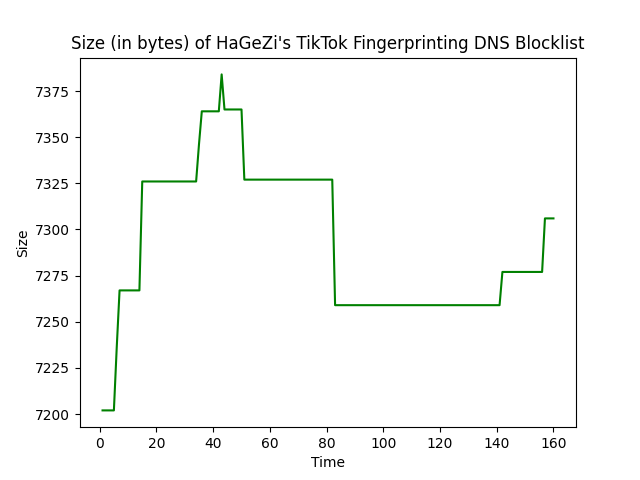 Size (in bytes) of HaGeZi's TikTok Fingerprinting DNS Blocklist
7375
7350
7325
7300
7275
7250
7225
7200
Size
0 20 40 60 80 100 120 140 160
Time